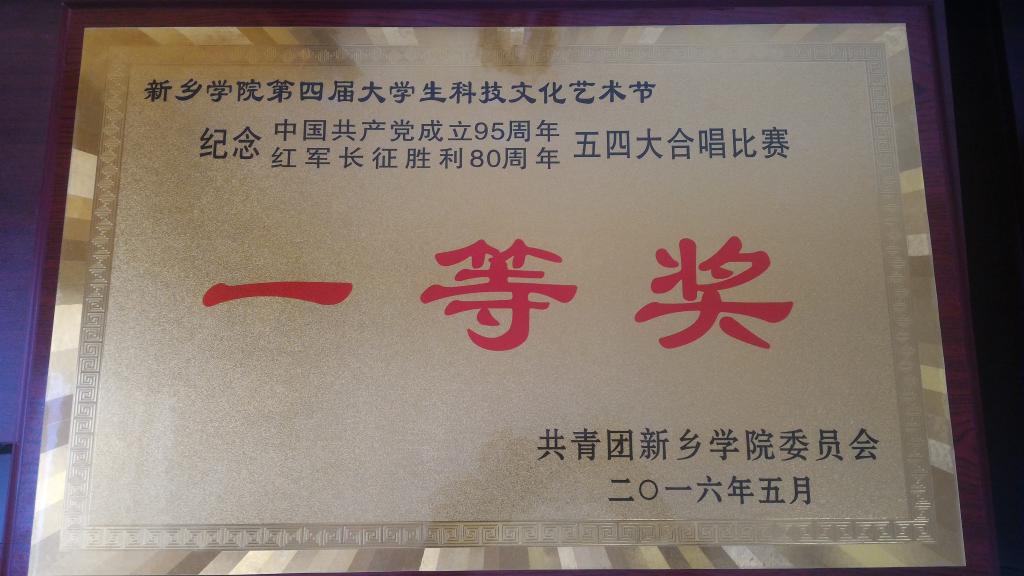 新乡学院第四届大学生科技文化艺术节
纪念 中国共产党成立95周年 五四大合唱比赛
红军长征胜利80周年
一等奖
共青团新乡学院委员会
二〇一六年五月